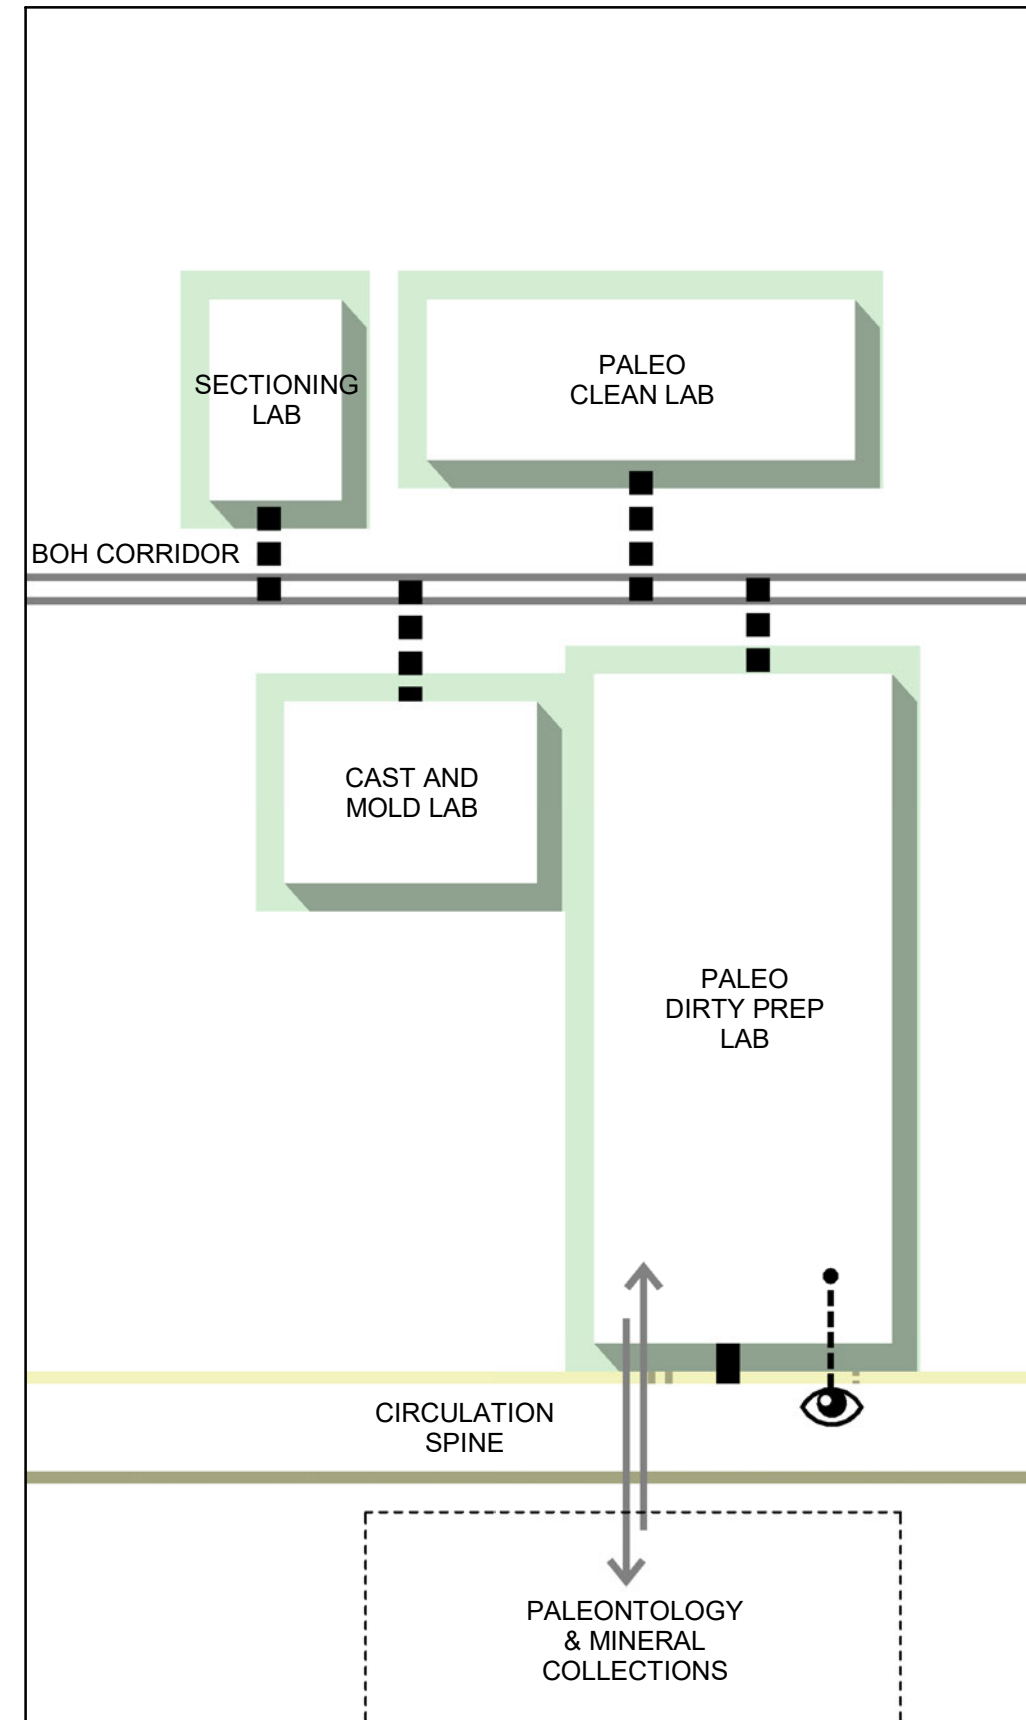 SECTIONING
LAB
PALEO
CLEAN LAB
BOH CORRIDOR
CAST AND
MOLD LAB
PALEO
DIRTY PREP
LAB
CIRCULATION
SPINE
PALEONTOLOGY
& MINERAL
COLLECTIONS